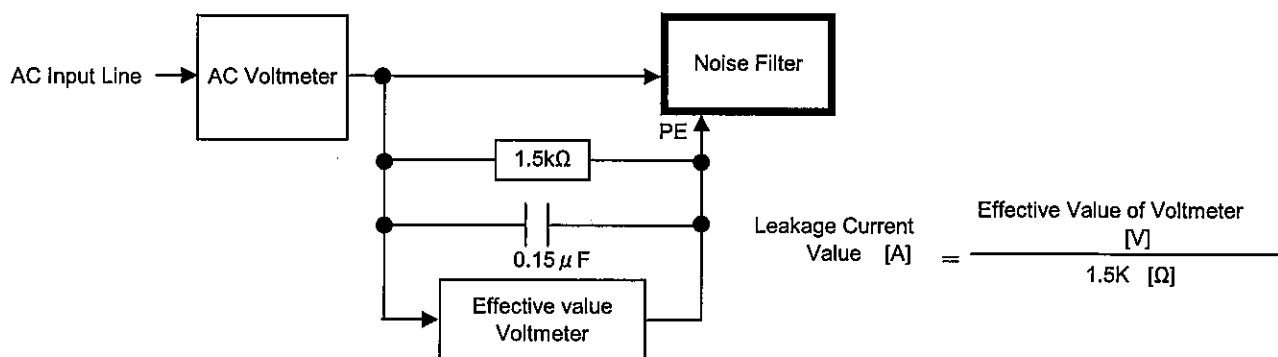 AC Input Line
AC Voltmeter
Noise Filter
PE
1.5kΩ
0.15 μ F
Effective value
Voltmeter
Leakage Current
Value [A]
=
Effective Value of Voltmeter
[V]
1.5K [Ω]